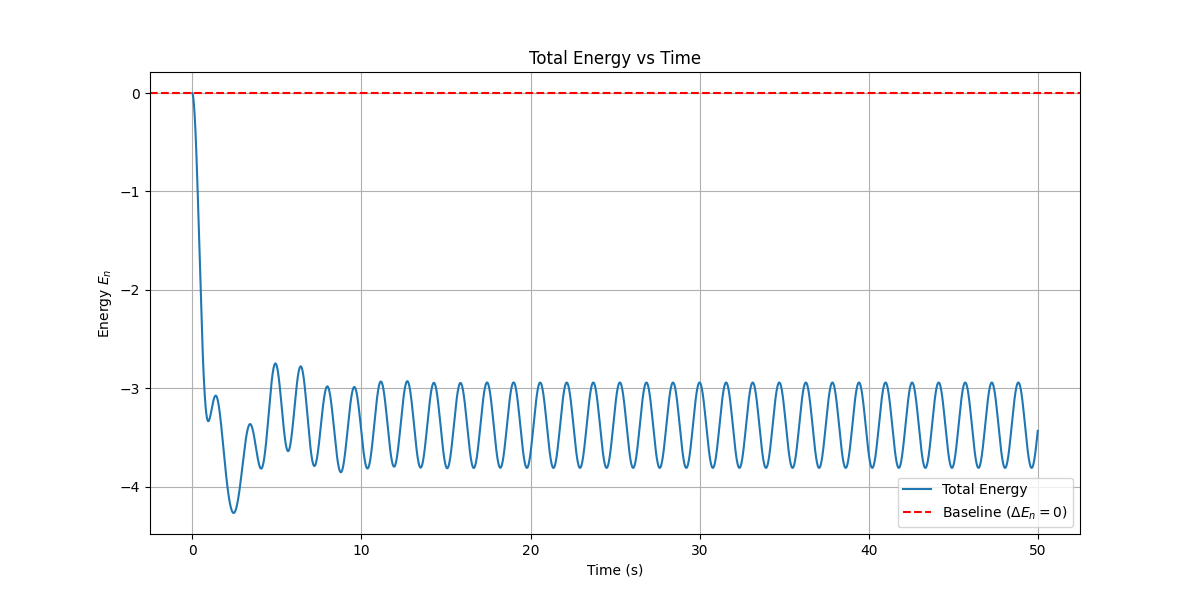 Total Energy vs Time
Energy $E_n$
0
−1
−2
−3
−4
0 10 20 30 40 50
Time (s)
Total Energy
Baseline ($\Delta E_n = 0$)